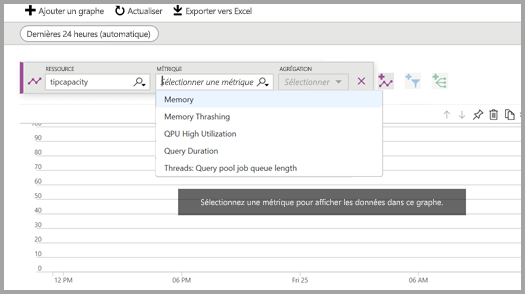 Ajouter un graphe Actualiser Exporter vers Excel
Dernières 24 heures (automatique)
RESSOURCE MÉTRIQUE AGRÉGATION
tipcapacity Sélectionner une métrique Sélectionner
Memory
Memory Thrashing
QPU High Utilization
Query Duration
Threads: Query pool job queue length
100
90
80
70
60
50
40
30
20
10
0
Sélectionnez une métrique pour afficher les données dans ce graphe.
12 PM 06 PM Fri 25 06 AM